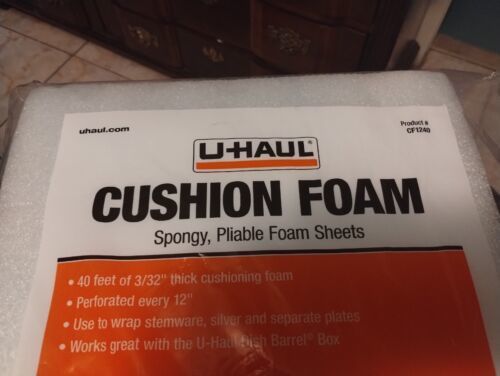 uhaul.com
Product #
CF1240
U-HAUL®
CUSHION FOAM
Spongy, Pliable Foam Sheets
• 40 feet of 3/32" thick cushioning foam
• Perforated every 12"
• Use to wrap stemware, silver and separate plates
• Works great with the U-Haul Dish Barrel® Box